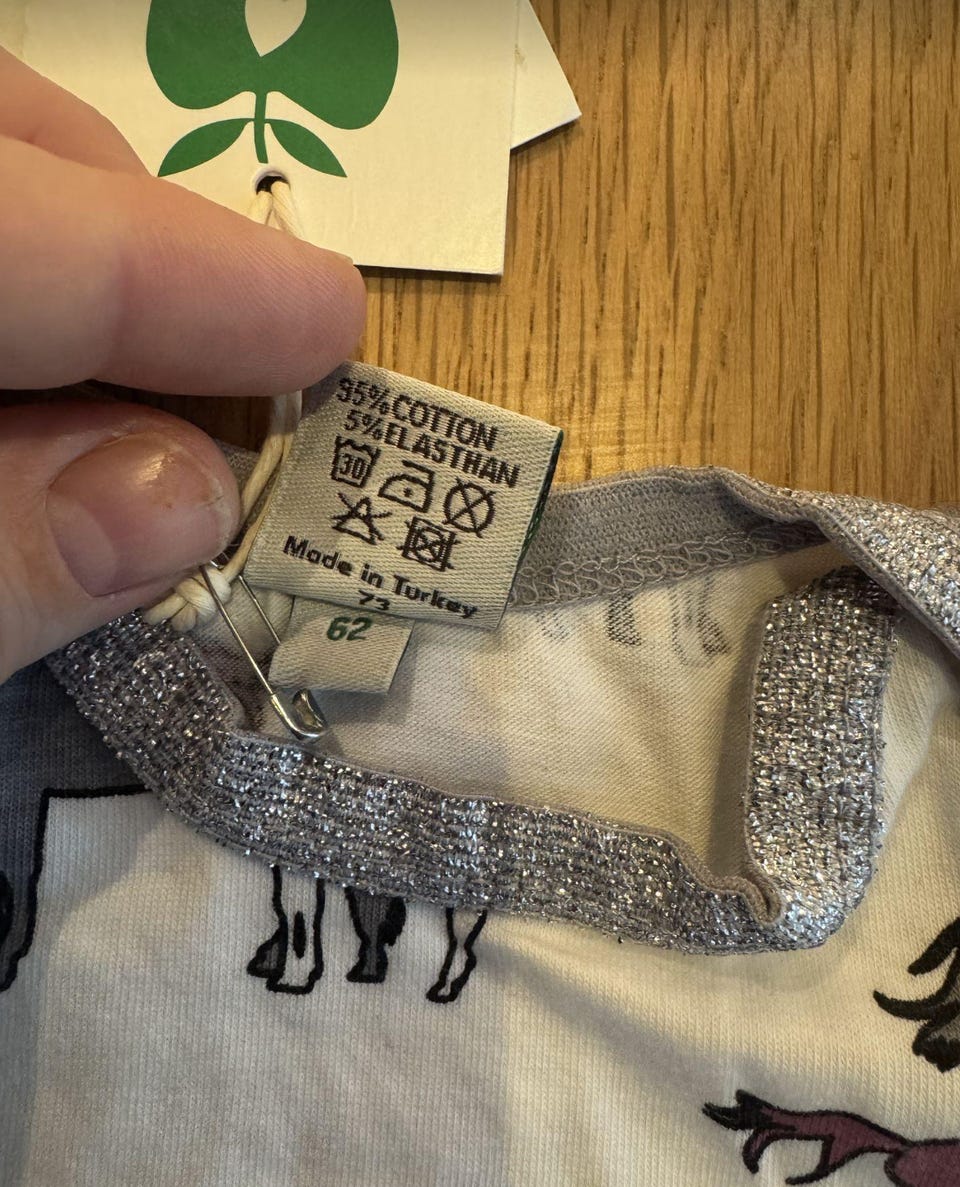 95% COTTON
5% ELASTHAN
30
Made in Turkey
73
62